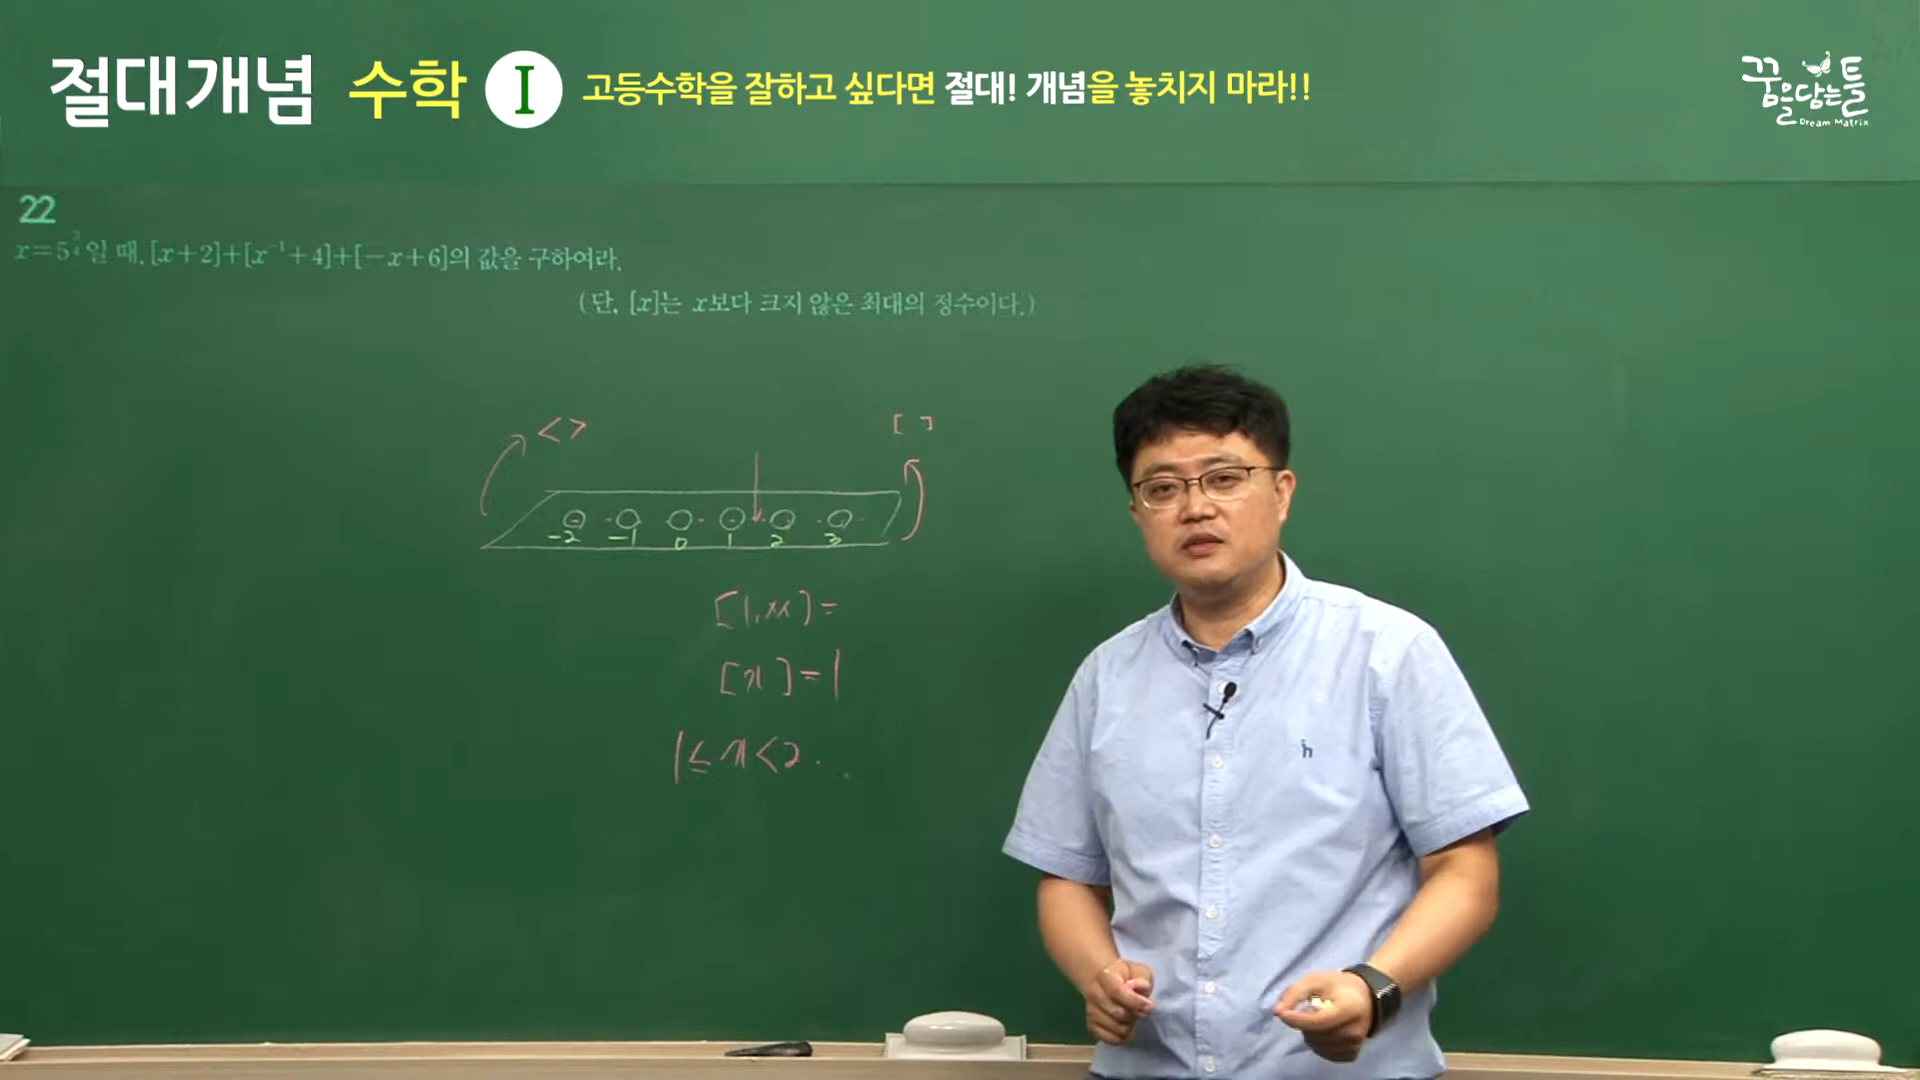 절대개념 수학 I 고등수학을 잘하고 싶다면 절대! 개념을 놓치지 마라!!
꿈을담는틀
Dream Matrix
22
x=5^{3/4}일 때, [x+2]+[x⁻¹+4]+[-x+6]의 값을 구하여라.
(단, [x]는 x보다 크지 않은 최대의 정수이다.)
< > [ ]
-2 -1 0 1 2 3
[1.xx]=
[x]=1
1≤x<2.
h